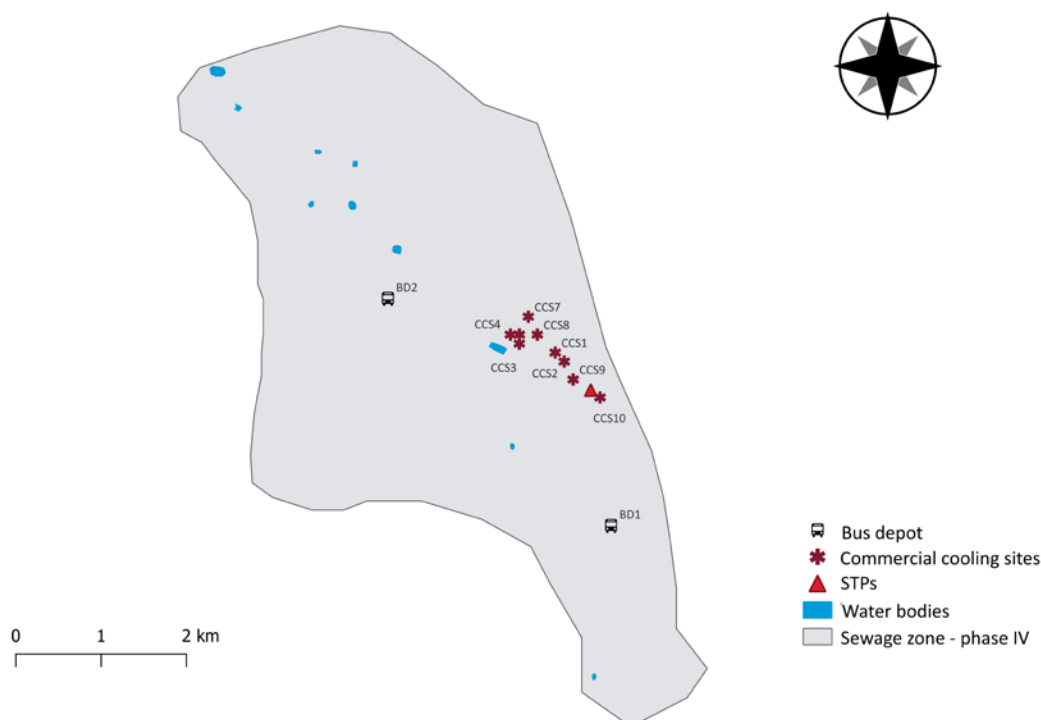 BD2
CCS7
CCS4
CCS8
CCS1
CCS3
CCS2
CCS9
CCS10
BD1
Bus depot
Commercial cooling sites
STPs
Water bodies
Sewage zone - phase IV
0 1 2 km